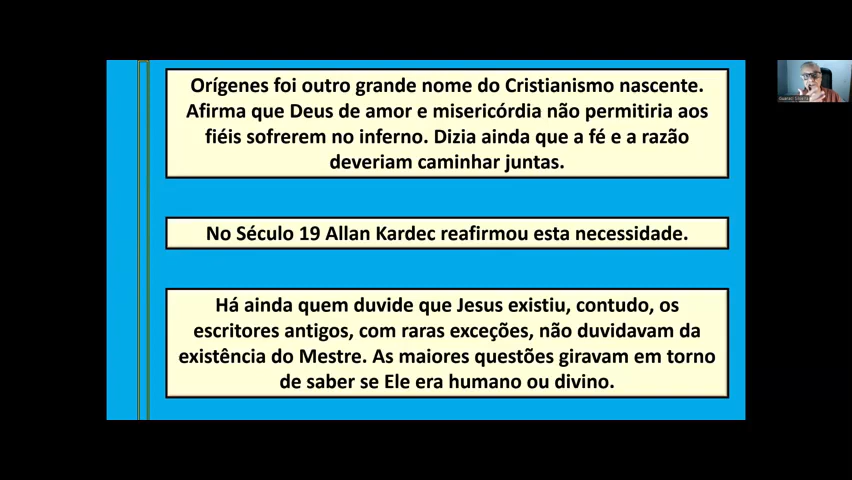 Orígenes foi outro grande nome do Cristianismo nascente.
Afirma que Deus de amor e misericórdia não permitiria aos
fiéis sofrerem no inferno. Dizia ainda que a fé e a razão
deveriam caminhar juntas.
No Século 19 Allan Kardec reafirmou esta necessidade.
Há ainda quem duvide que Jesus existiu, contudo, os
escritores antigos, com raras exceções, não duvidavam da
existência do Mestre. As maiores questões giravam em torno
de saber se Ele era humano ou divino.